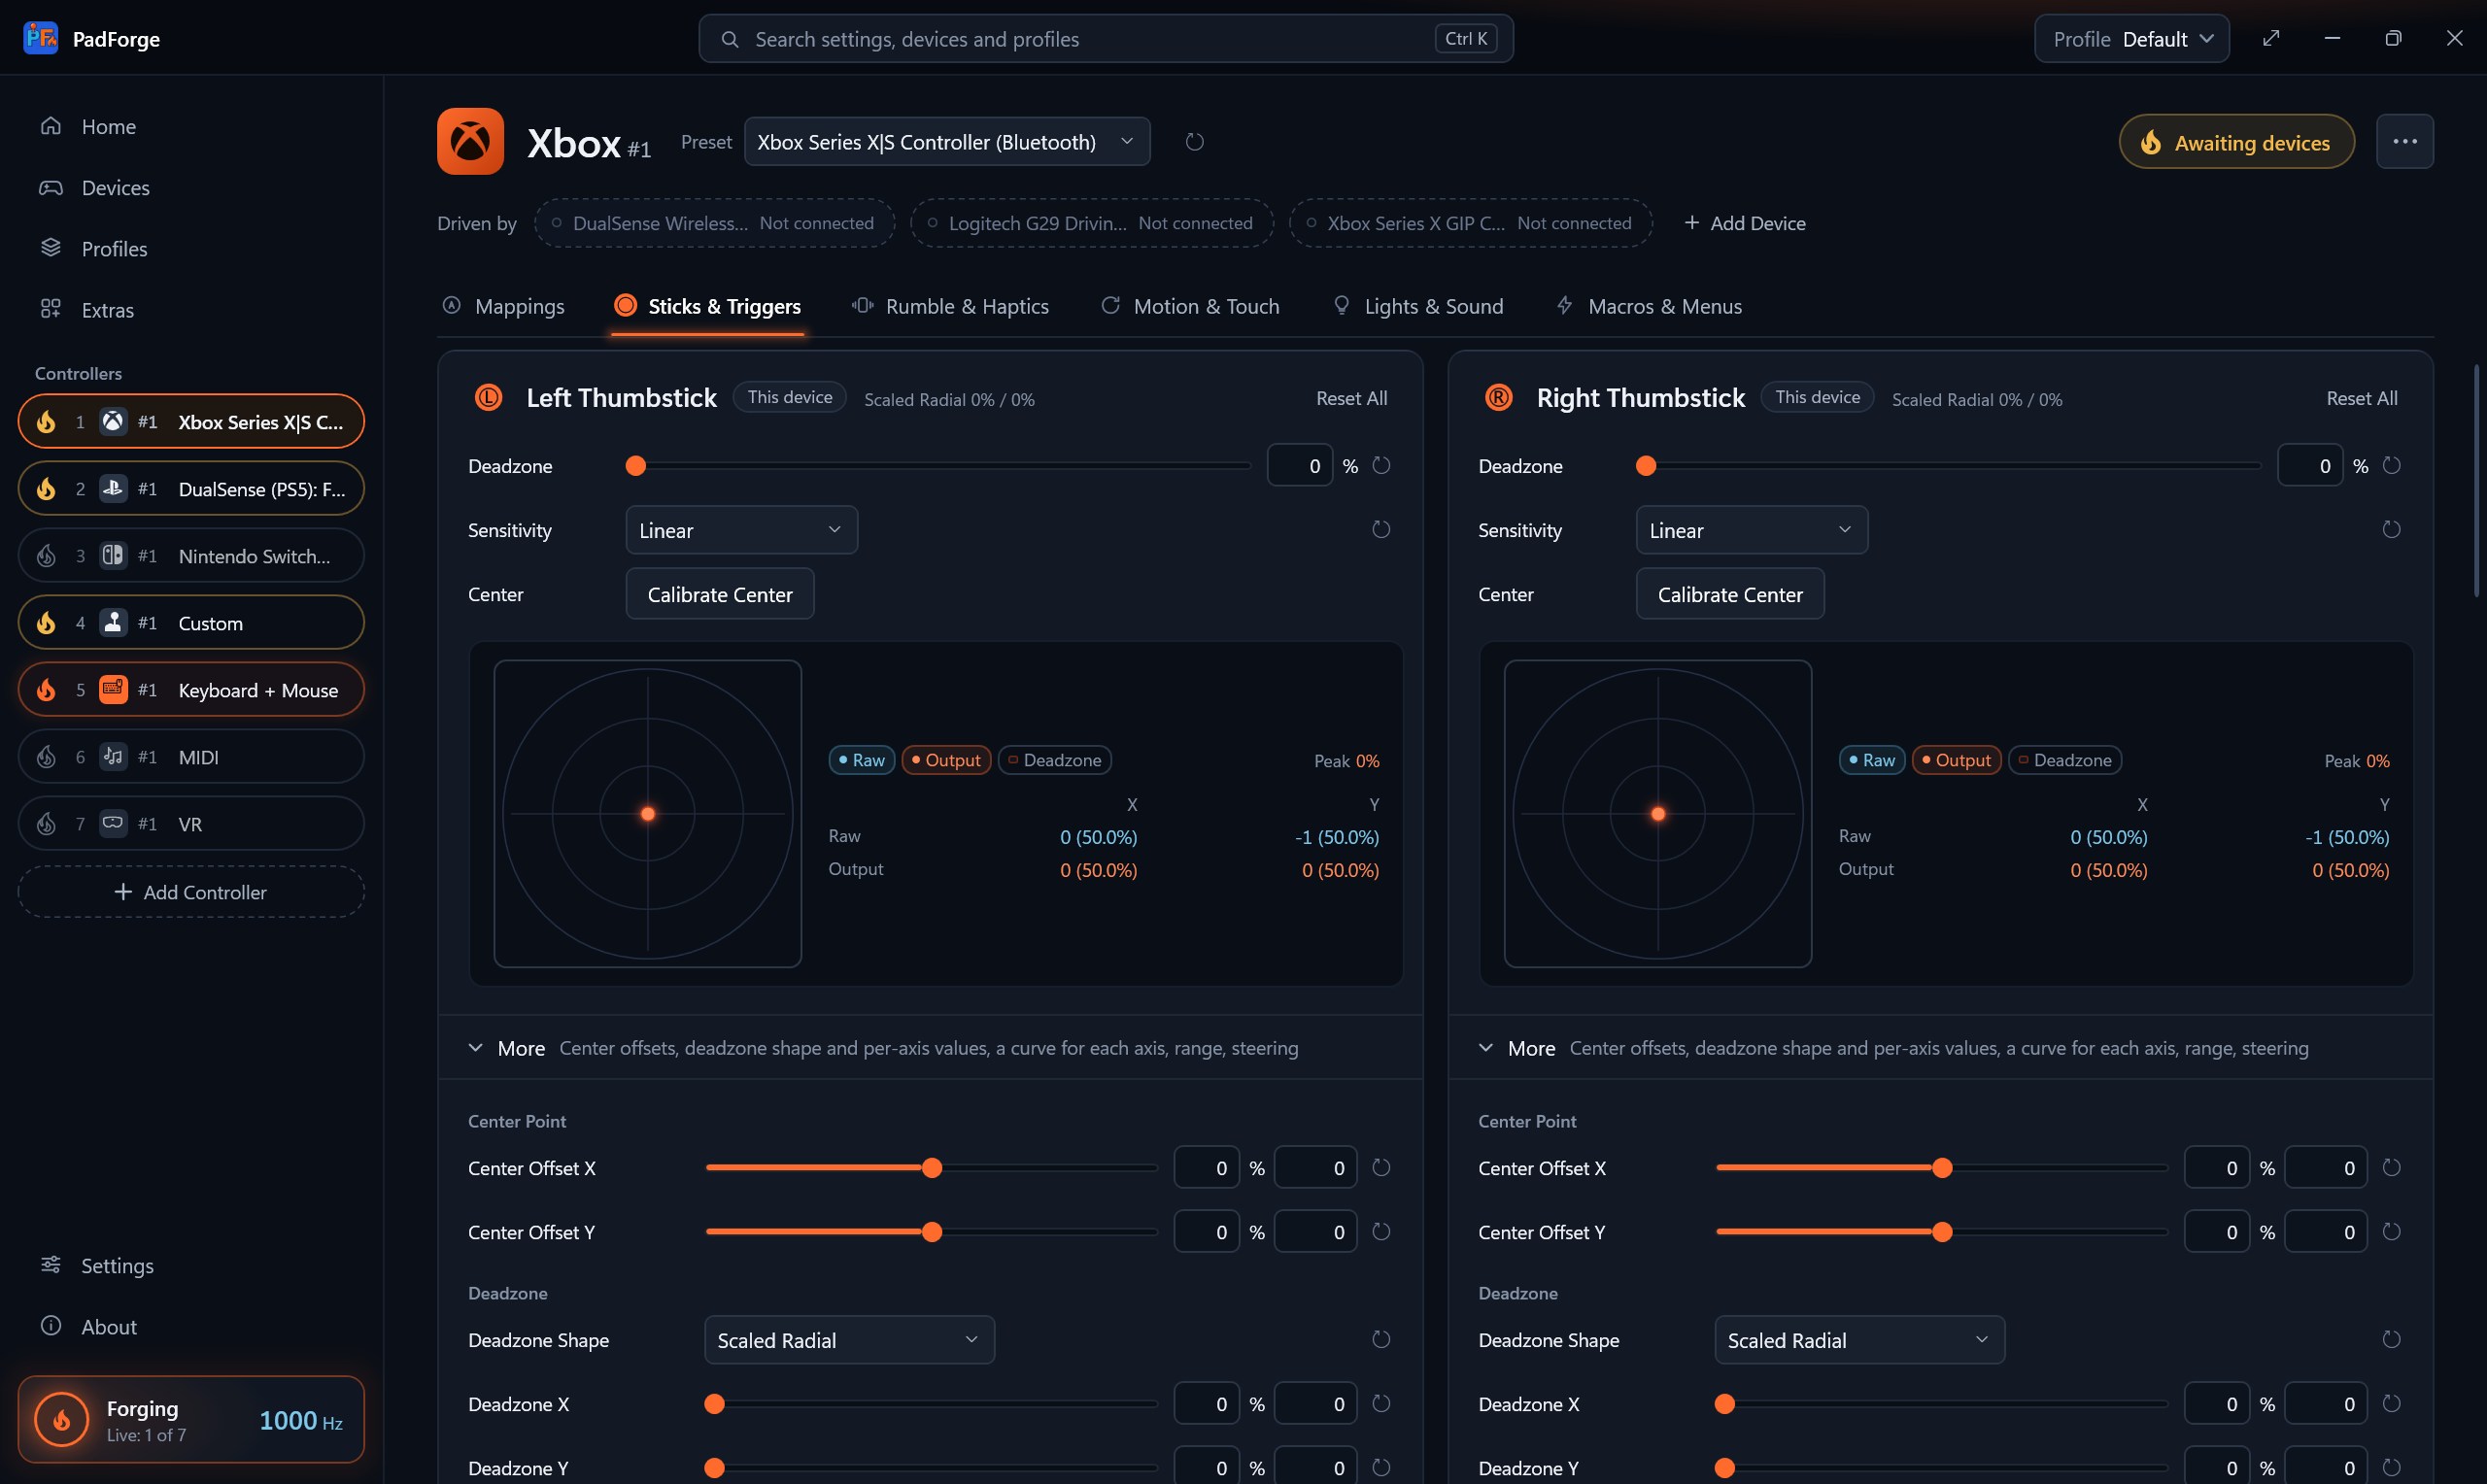 PadForge
Search settings, devices and profiles
Ctrl K
Profile Default
Home
Devices
Profiles
Extras
Controllers
1 #1 Xbox Series X|S C...
2 #1 DualSense (PS5): F...
3 #1 Nintendo Switch...
4 #1 Custom
5 #1 Keyboard + Mouse
6 #1 MIDI
7 #1 VR
Add Controller
Settings
About
Forging
Live: 1 of 7
1000 Hz
Xbox #1
Preset Xbox Series X|S Controller (Bluetooth)
Awaiting devices
Driven by DualSense Wireless... Not connected Logitech G29 Drivin... Not connected Xbox Series X GIP C... Not connected + Add Device
Mappings Sticks & Triggers Rumble & Haptics Motion & Touch Lights & Sound Macros & Menus
Left Thumbstick This device Scaled Radial 0% / 0% Reset All
Deadzone 0 %
Sensitivity Linear
Center Calibrate Center
Raw Output Deadzone Peak 0%
X Y
Raw 0 (50.0%) -1 (50.0%)
Output 0 (50.0%) 0 (50.0%)
More Center offsets, deadzone shape and per-axis values, a curve for each axis, range, steering
Center Point
Center Offset X 0 % 0
Center Offset Y 0 % 0
Deadzone
Deadzone Shape Scaled Radial
Deadzone X 0 % 0
Deadzone Y 0 % 0
Right Thumbstick This device Scaled Radial 0% / 0% Reset All
Deadzone 0 %
Sensitivity Linear
Center Calibrate Center
Raw Output Deadzone Peak 0%
X Y
Raw 0 (50.0%) -1 (50.0%)
Output 0 (50.0%) 0 (50.0%)
More Center offsets, deadzone shape and per-axis values, a curve for each axis, range, steering
Center Point
Center Offset X 0 % 0
Center Offset Y 0 % 0
Deadzone
Deadzone Shape Scaled Radial
Deadzone X 0 % 0
Deadzone Y 0 % 0